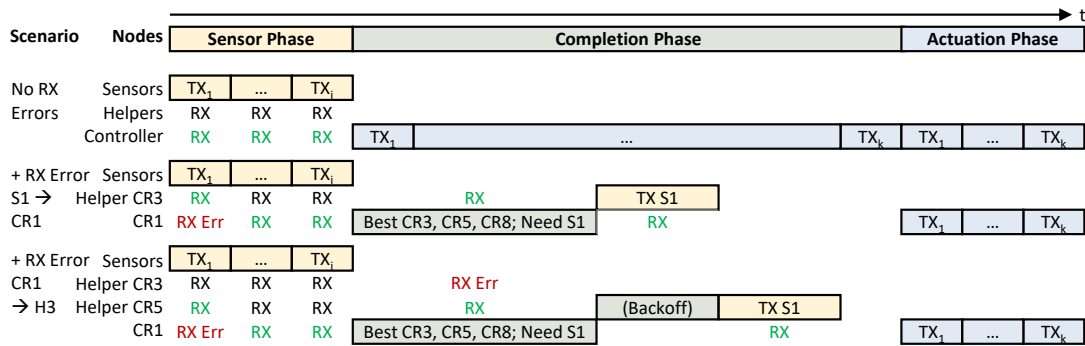 t
Scenario Nodes Sensor Phase Completion Phase Actuation Phase
No RX Sensors TX₁ ... TXᵢ
Errors Helpers RX RX RX
Controller RX RX RX TX₁ ... TXₖ TX₁ ... TXₖ
+ RX Error Sensors TX₁ ... TXᵢ
S1 → Helper CR3 RX RX RX RX TX S1
CR1 CR1 RX Err RX RX Best CR3, CR5, CR8; Need S1 RX TX₁ ... TXₖ
+ RX Error Sensors TX₁ ... TXᵢ
CR1 Helper CR3 RX RX RX RX Err
→ H3 Helper CR5 RX RX RX RX (Backoff) TX S1
CR1 RX Err RX RX Best CR3, CR5, CR8; Need S1 RX TX₁ ... TXₖ